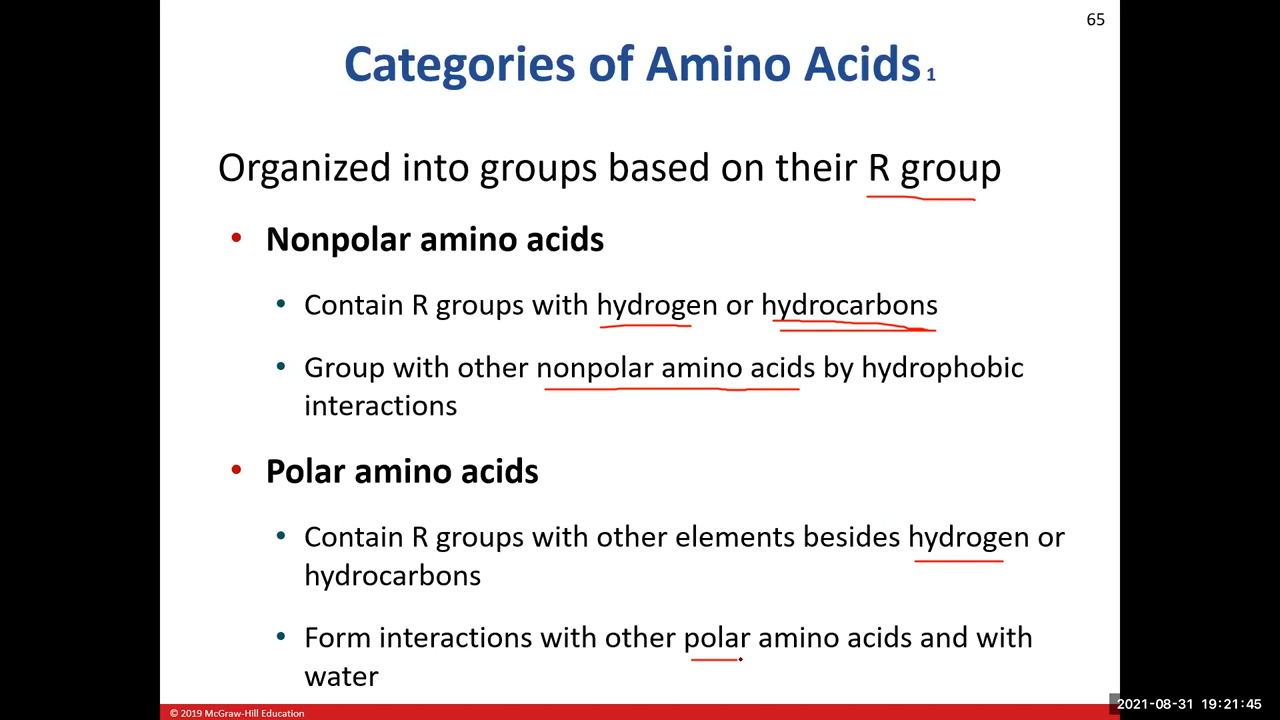 65
Categories of Amino Acids 1
Organized into groups based on their R group
• Nonpolar amino acids
• Contain R groups with hydrogen or hydrocarbons
• Group with other nonpolar amino acids by hydrophobic
interactions
• Polar amino acids
• Contain R groups with other elements besides hydrogen or
hydrocarbons
• Form interactions with other polar amino acids and with
water
© 2019 McGraw-Hill Education
2021-08-31 19:21:45